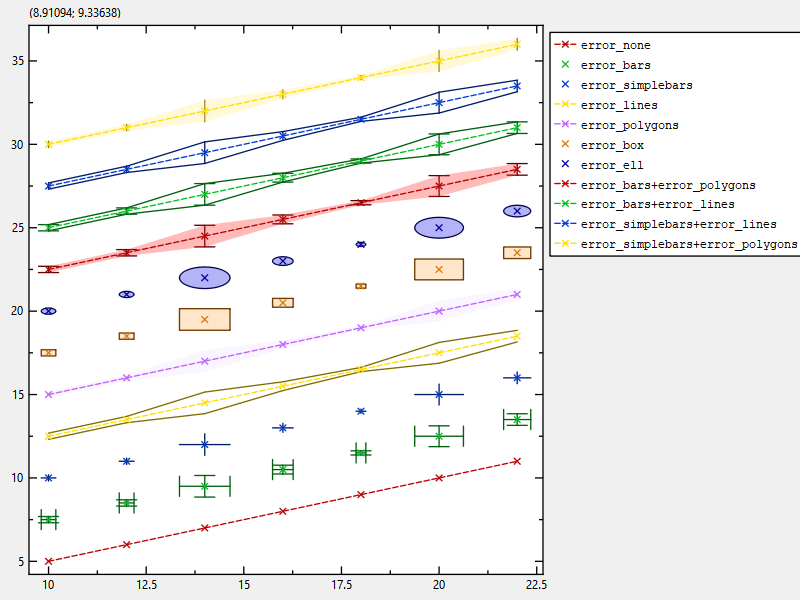 (8.91094; 9.33638)
35
30
25
20
15
10
5
10
12.5
15
17.5
20
22.5
error_none
error_bars
error_simplebars
error_lines
error_polygons
error_box
error_ell
error_bars+error_polygons
error_bars+error_lines
error_simplebars+error_lines
error_simplebars+error_polygons